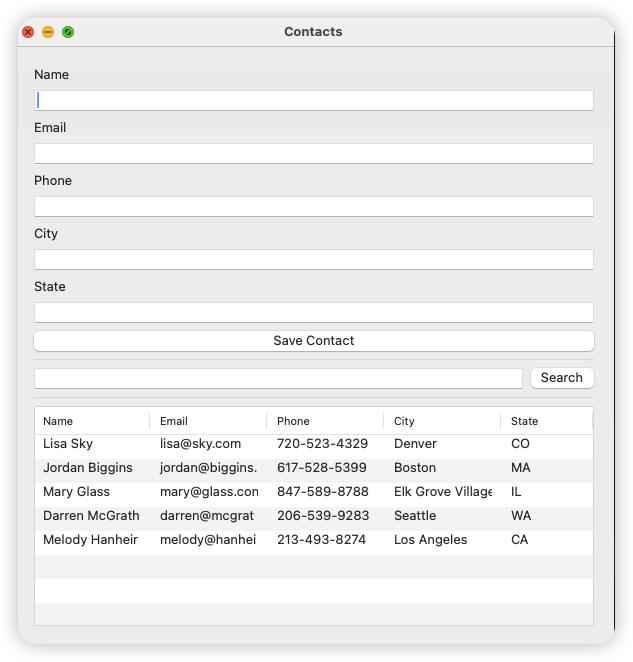 Contacts
Name
Email
Phone
City
State
Save Contact
Search
Name Email Phone City State
Lisa Sky lisa@sky.com 720-523-4329 Denver CO
Jordan Biggins jordan@biggins. 617-528-5399 Boston MA
Mary Glass mary@glass.con 847-589-8788 Elk Grove Village IL
Darren McGrath darren@mcgrat 206-539-9283 Seattle WA
Melody Hanheir melody@hanhei 213-493-8274 Los Angeles CA